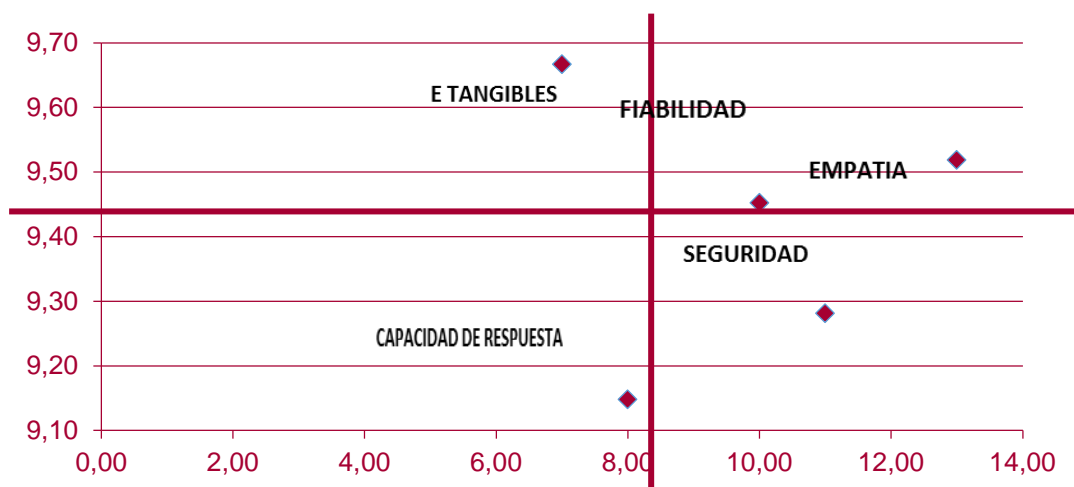 9,70
E TANGIBLES
9,60
FIABILIDAD
9,50
EMPATIA
9,40
SEGURIDAD
9,30
CAPACIDAD DE RESPUESTA
9,20
9,10
0,00 2,00 4,00 6,00 8,00 10,00 12,00 14,00